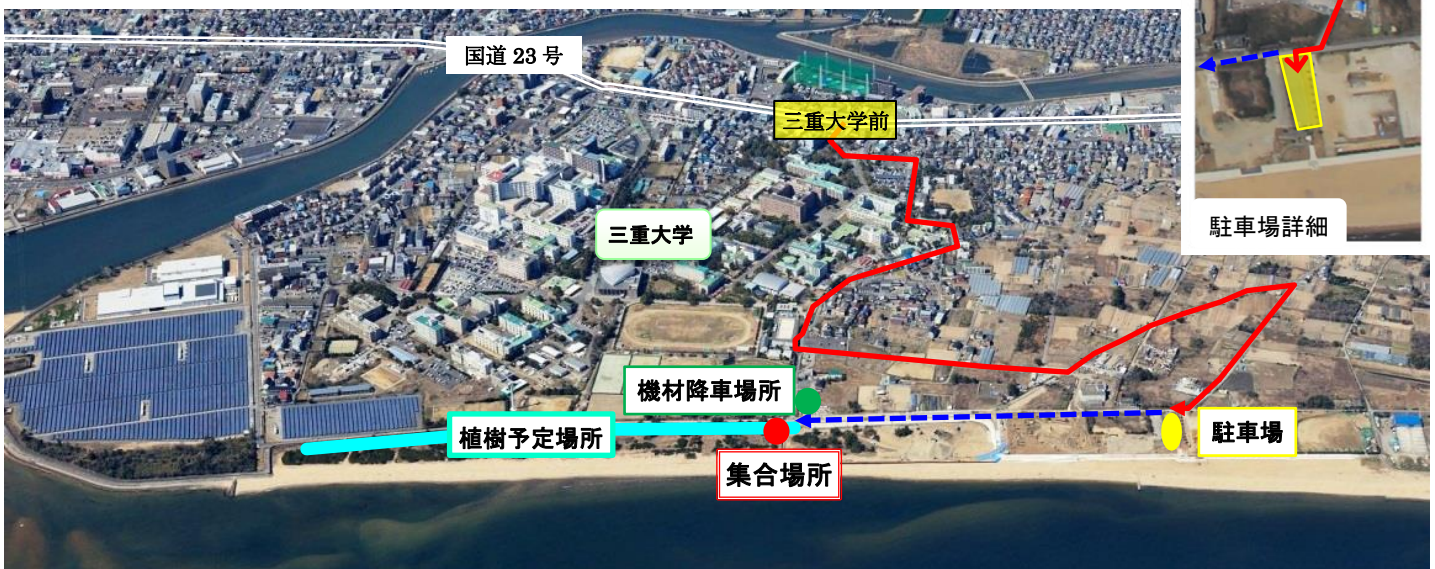 国道 23 号
三重大学前
駐車場詳細
三重大学
機材降車場所
植樹予定場所
駐車場
集合場所